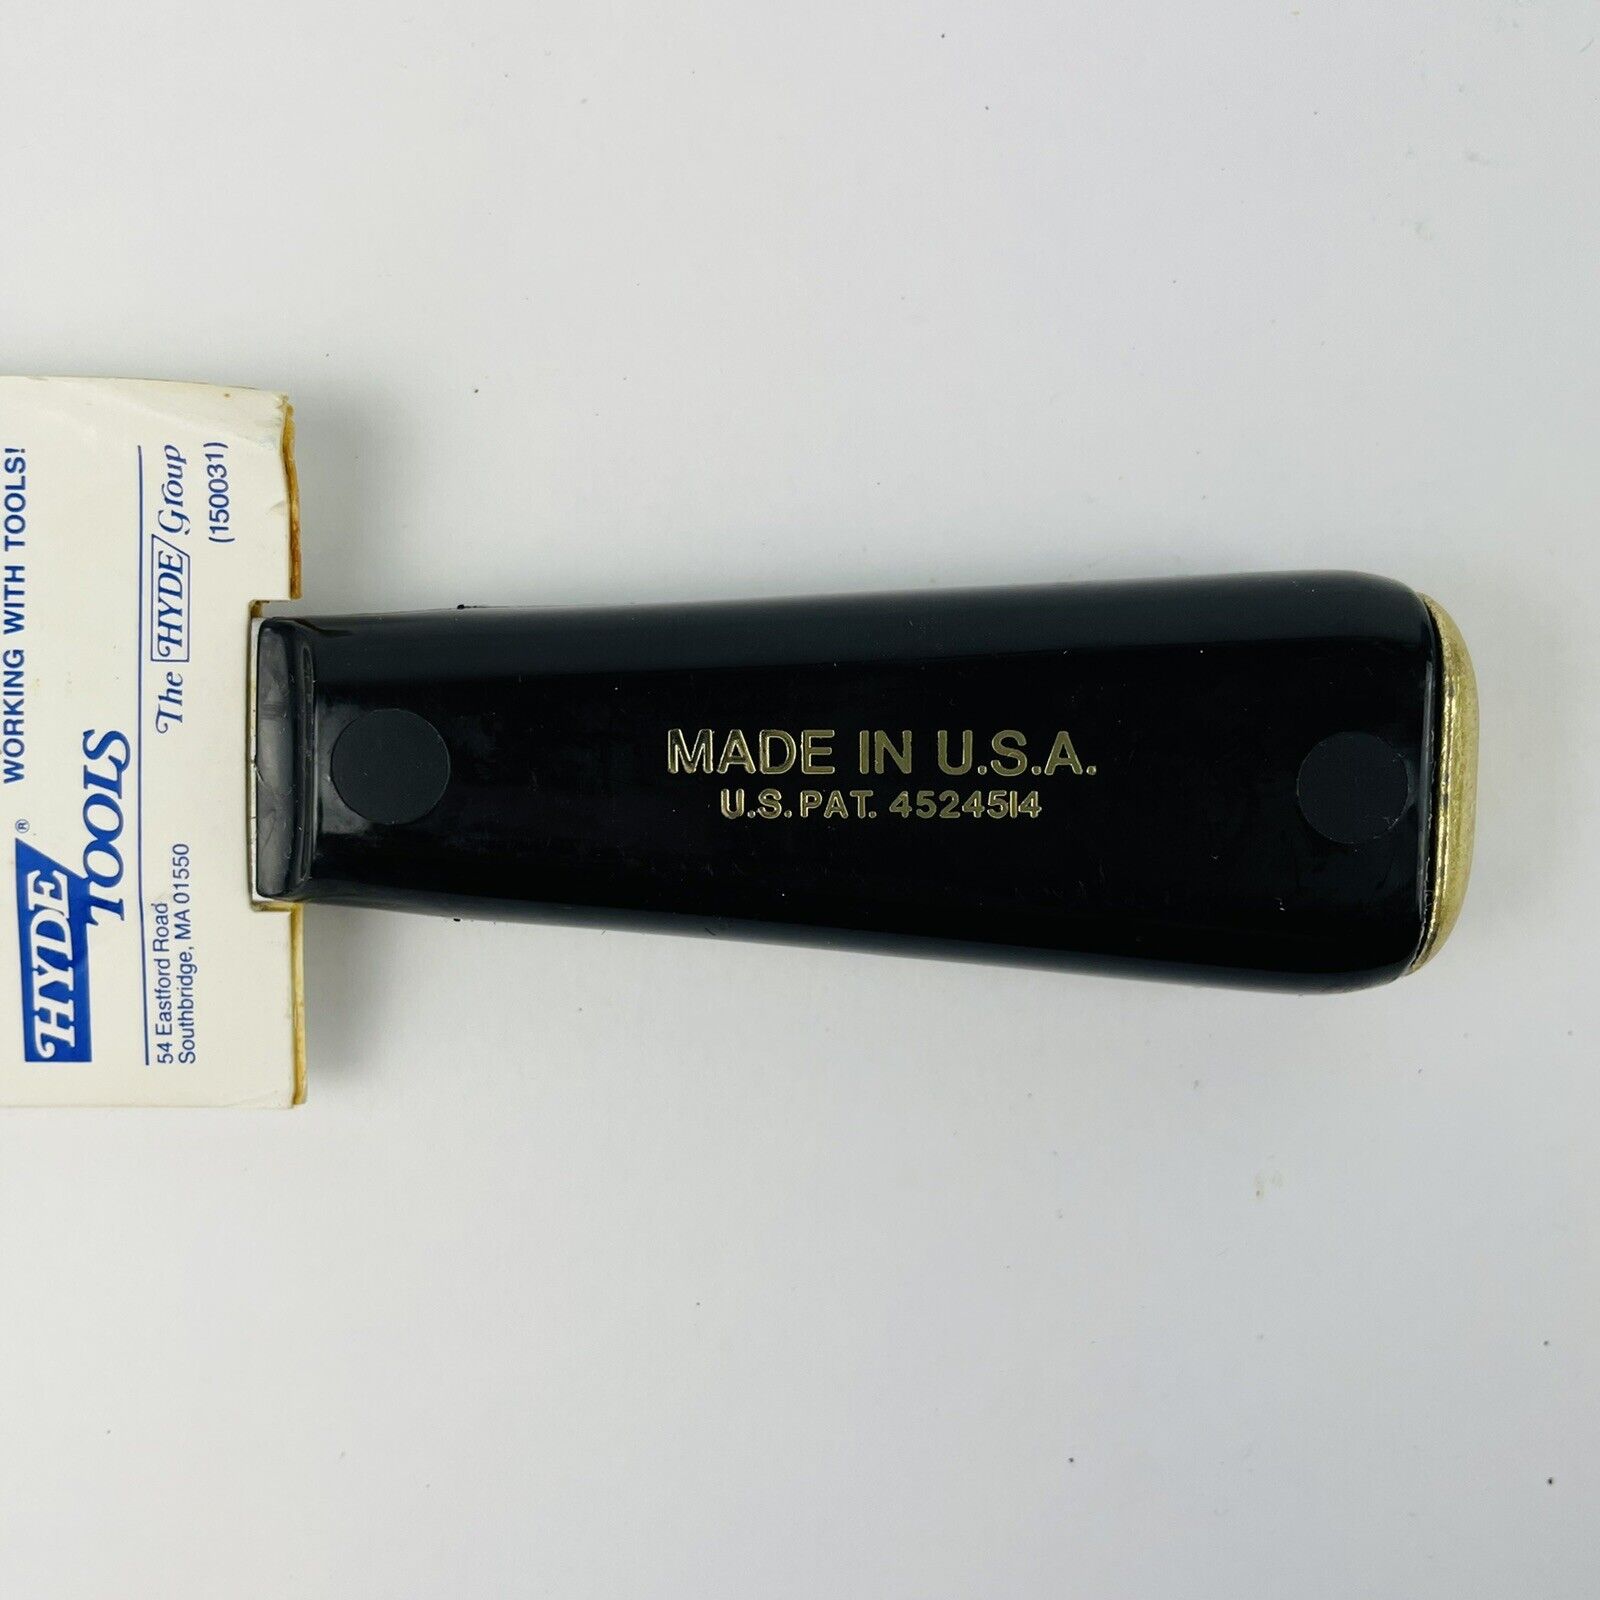 MADE IN U.S.A.
U.S. PAT. 4524514
WORKING WITH TOOLS!
HYDE®
TOOLS
The HYDE Group
54 Eastford Road
Southbridge, MA 01550
(150031)